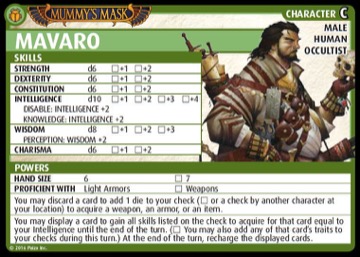 MUMMY'S MASK
CHARACTER C
MAVARO
MALE
HUMAN
OCCULTIST
SKILLS
STRENGTH d6 □+1 □+2
DEXTERITY d6 □+1 □+2
CONSTITUTION d6 □+1 □+2
INTELLIGENCE d10 □+1 □+2 □+3 □+4
DISABLE: INTELLIGENCE +2
KNOWLEDGE: INTELLIGENCE +2
WISDOM d8 □+1 □+2 □+3
PERCEPTION: WISDOM +2
CHARISMA d6 □+1 □+2
POWERS
HAND SIZE 6 □ 7
PROFICIENT WITH Light Armors □ Weapons
You may discard a card to add 1 die to your check (□ or a check by another character at
your location) to acquire a weapon, an armor, or an item.
You may display a card to gain all skills listed on the check to acquire for that card equal to
your Intelligence until the end of the turn. (□ You may also add any of that card's traits to
your checks during this turn.) At the end of the turn, recharge the displayed cards.
© 2014 Paizo Inc.